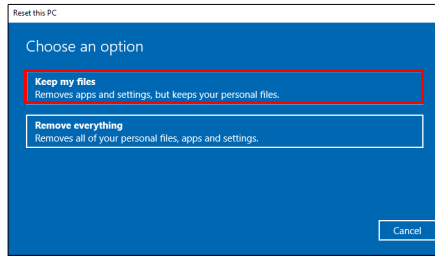 Reset this PC
Choose an option
Keep my files
Removes apps and settings, but keeps your personal files.
Remove everything
Removes all of your personal files, apps and settings.
Cancel